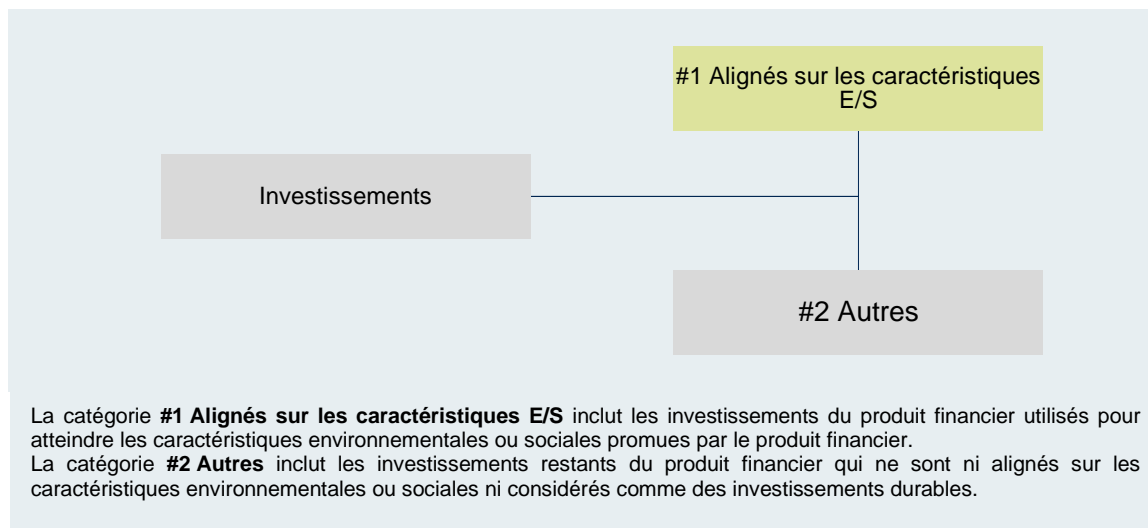 #1 Alignés sur les caractéristiques
E/S
Investissements
#2 Autres
La catégorie #1 Alignés sur les caractéristiques E/S inclut les investissements du produit financier utilisés pour
atteindre les caractéristiques environnementales ou sociales promues par le produit financier.
La catégorie #2 Autres inclut les investissements restants du produit financier qui ne sont ni alignés sur les
caractéristiques environnementales ou sociales ni considérés comme des investissements durables.